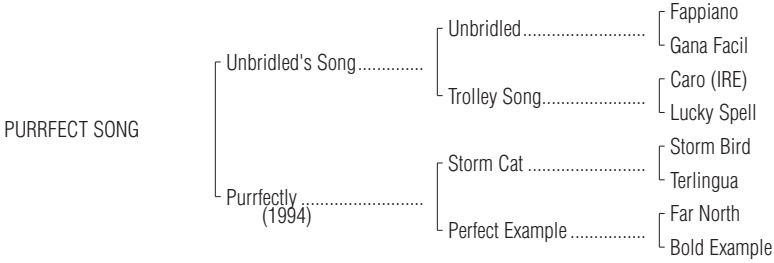 Fappiano
Unbridled..............................
Gana Facil
Unbridled's Song..............
Caro (IRE)
Trolley Song.........................
Lucky Spell
PURRFECT SONG
Storm Bird
Storm Cat ............................
Terlingua
Purrfectly ..........................
(1994)
Far North
Perfect Example .................
Bold Example